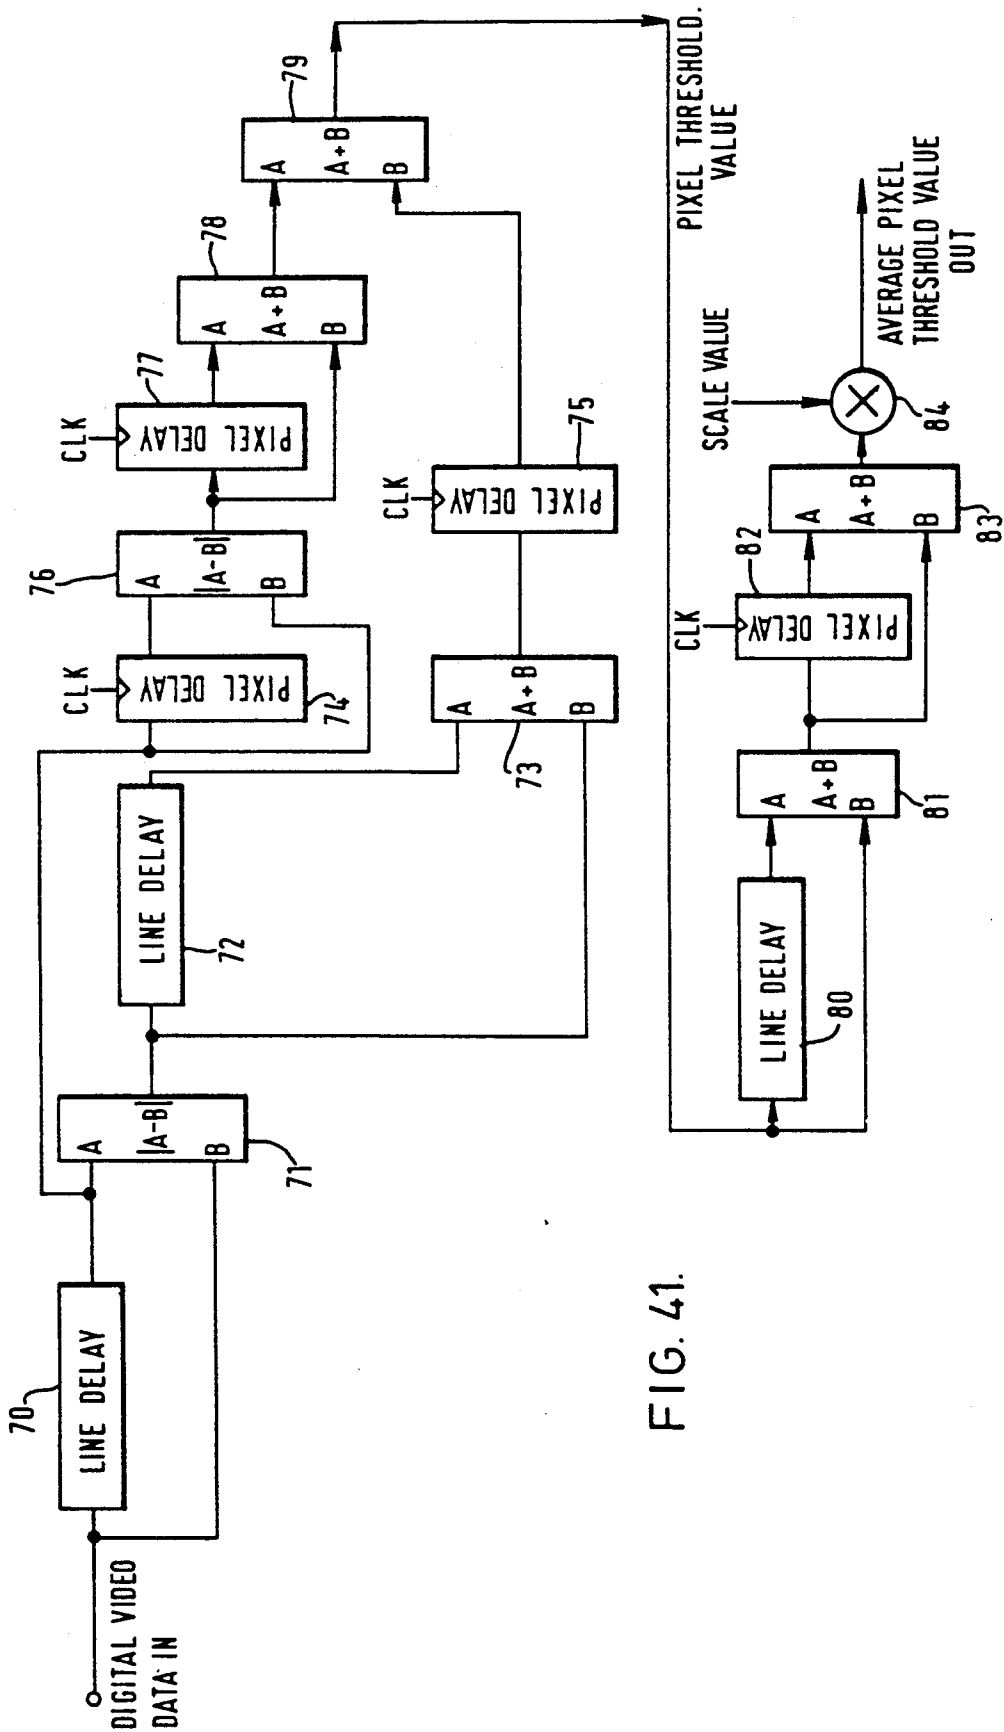 DIGITAL VIDEO
DATA IN
70
LINE DELAY
A
|A-B|
B
71
LINE DELAY
72
CLK
PIXEL DELAY
74
A
|A-B|
B
76
CLK
PIXEL DELAY
77
A
A+B
B
78
A
A+B
B
79
A
A+B
B
73
CLK
PIXEL DELAY
75
PIXEL THRESHOLD.
VALUE
LINE DELAY
80
A
A+B
B
81
CLK
PIXEL DELAY
82
A
A+B
B
83
SCALE VALUE
X
84
AVERAGE PIXEL
THRESHOLD VALUE
OUT
FIG. 41.